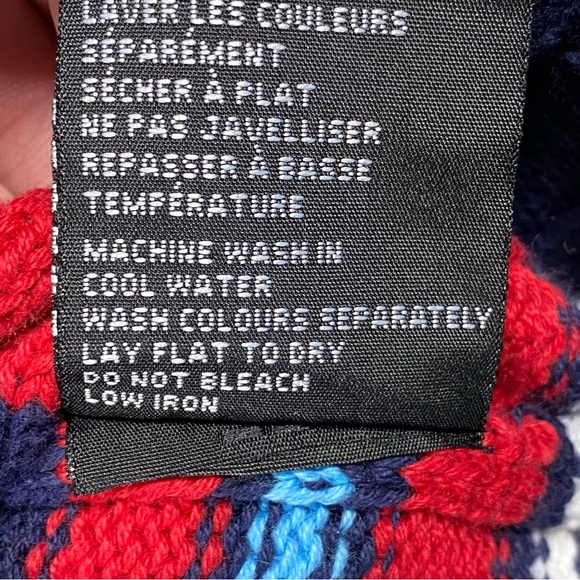 LAVER LES COULEURS
SÉPARÉMENT
SÉCHER À PLAT
NE PAS JAVELLISER
REPASSER À BASSE
TEMPÉRATURE
MACHINE WASH IN
COOL WATER
WASH COLOURS SEPARATELY
LAY FLAT TO DRY
DO NOT BLEACH
LOW IRON